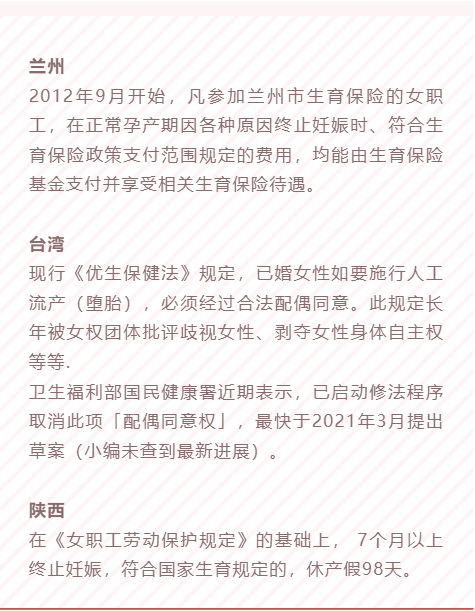 兰州
2012年9月开始，凡参加兰州市生育保险的女职
工，在正常孕产期因各种原因终止妊娠时、符合生
育保险政策支付范围规定的费用，均能由生育保险
基金支付并享受相关生育保险待遇。
台湾
现行《优生保健法》规定，已婚女性如要施行人工
流产（堕胎），必须经过合法配偶同意。此规定长
年被女权团体批评歧视女性、剥夺女性身体自主权
等等.
卫生福利部国民健康署近期表示，已启动修法程序
取消此项「配偶同意权」，最快于2021年3月提出
草案（小编未查到最新进展）。
陕西
在《女职工劳动保护规定》的基础上， 7个月以上
终止妊娠，符合国家生育规定的，休产假98天。